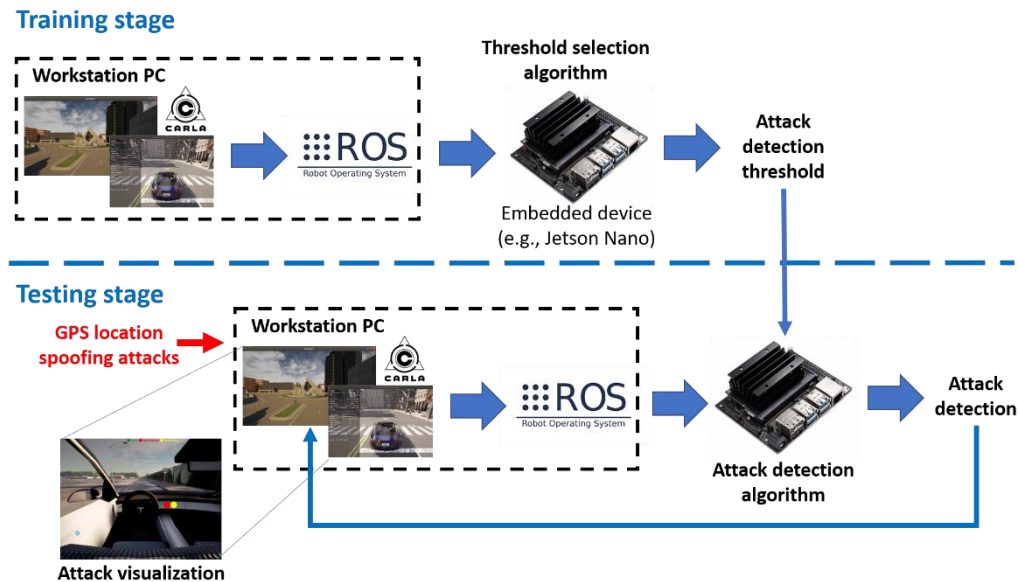 Training stage
Workstation PC
CARLA
ROS
Robot Operating System
Threshold selection
algorithm
Embedded device
(e.g., Jetson Nano)
Attack
detection
threshold
Testing stage
GPS location
spoofing attacks
Workstation PC
CARLA
ROS
Robot Operating System
Attack detection
algorithm
Attack
detection
Attack visualization